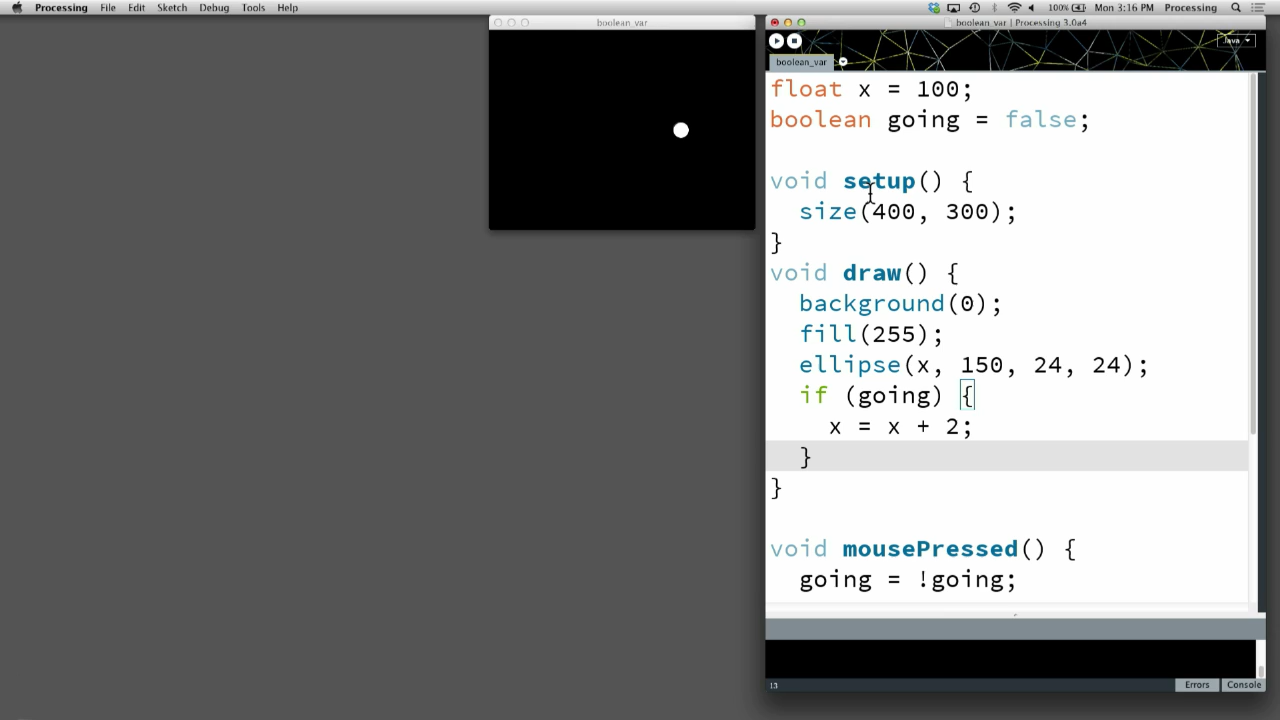 Processing File Edit Sketch Debug Tools Help
100% Mon 3:16 PM Processing
boolean_var
boolean_var | Processing 3.0a4
Java
boolean_var
float x = 100;
boolean going = false;
void setup() {
size(400, 300);
}
void draw() {
background(0);
fill(255);
ellipse(x, 150, 24, 24);
if (going) {
x = x + 2;
}
}
void mousePressed() {
going = !going;
13
Errors Console